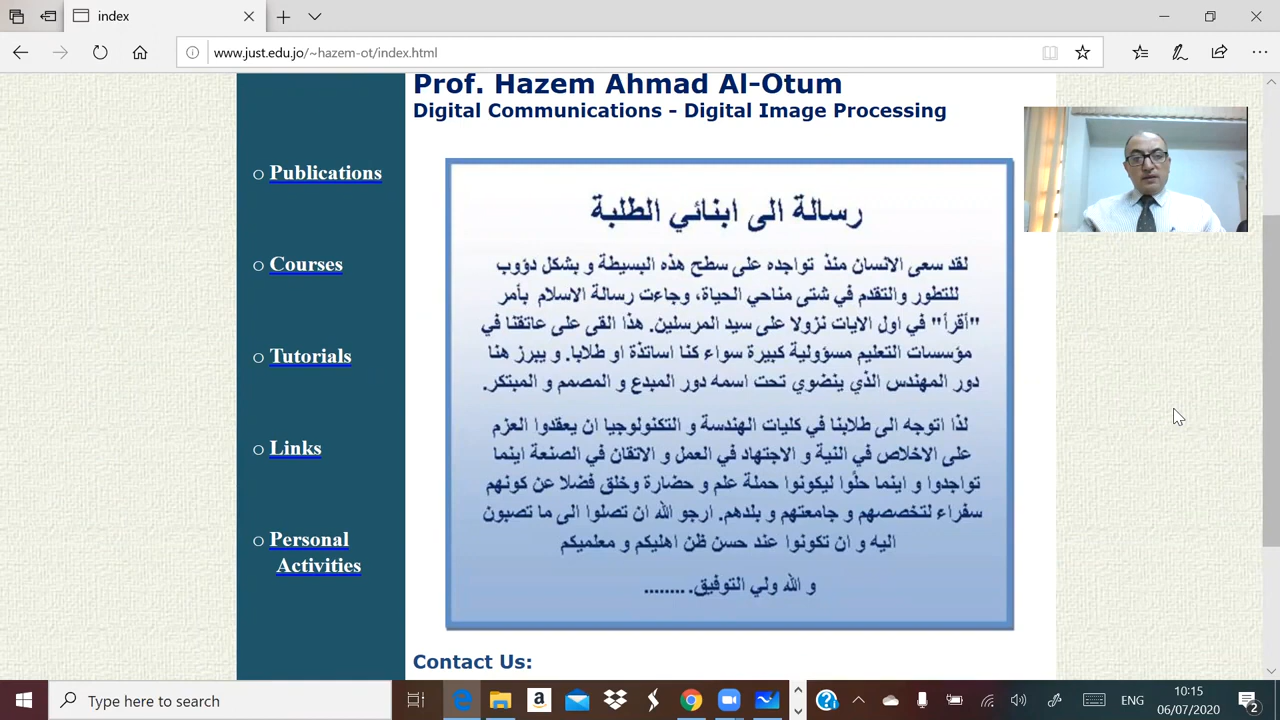 index
www.just.edu.jo/~hazem-ot/index.html
Prof. Hazem Ahmad Al-Otum
Digital Communications - Digital Image Processing
Publications
Courses
Tutorials
Links
Personal
Activities
رسالة الى ابنائي الطلبة
لقد سعى الانسان منذ تواجده على سطح هذه البسيطة و بشكل دؤوب
للتطور والتقدم في شتى مناحي الحياة، وجاءت رسالة الاسلام بأمر
"أقرأ" في اول الايات نزولا على سيد المرسلين. هذا القى على عاتقنا في
مؤسسات التعليم مسؤولية كبيرة سواء كنا اساتذة او طلابا. و يبرز هنا
دور المهندس الذي ينضوي تحت اسمه دور المبدع و المصمم و المبتكر.
لذا اتوجه الى طلابنا في كليات الهندسة و التكنولوجيا ان يعقدوا العزم
على الاخلاص في النية و الاجتهاد في العمل و الاتقان في الصنعة اينما
تواجدوا و اينما حلّوا ليكونوا حملة علم و حضارة وخلق فضلا عن كونهم
سفراء لتخصصهم و جامعتهم و بلدهم. ارجو الله ان تصلوا الى ما تصبون
اليه و ان تكونوا عند حسن ظن اهليكم و معلميكم
و الله ولي التوفيق.........
Contact Us:
Type here to search
ENG
10:15
06/07/2020
2